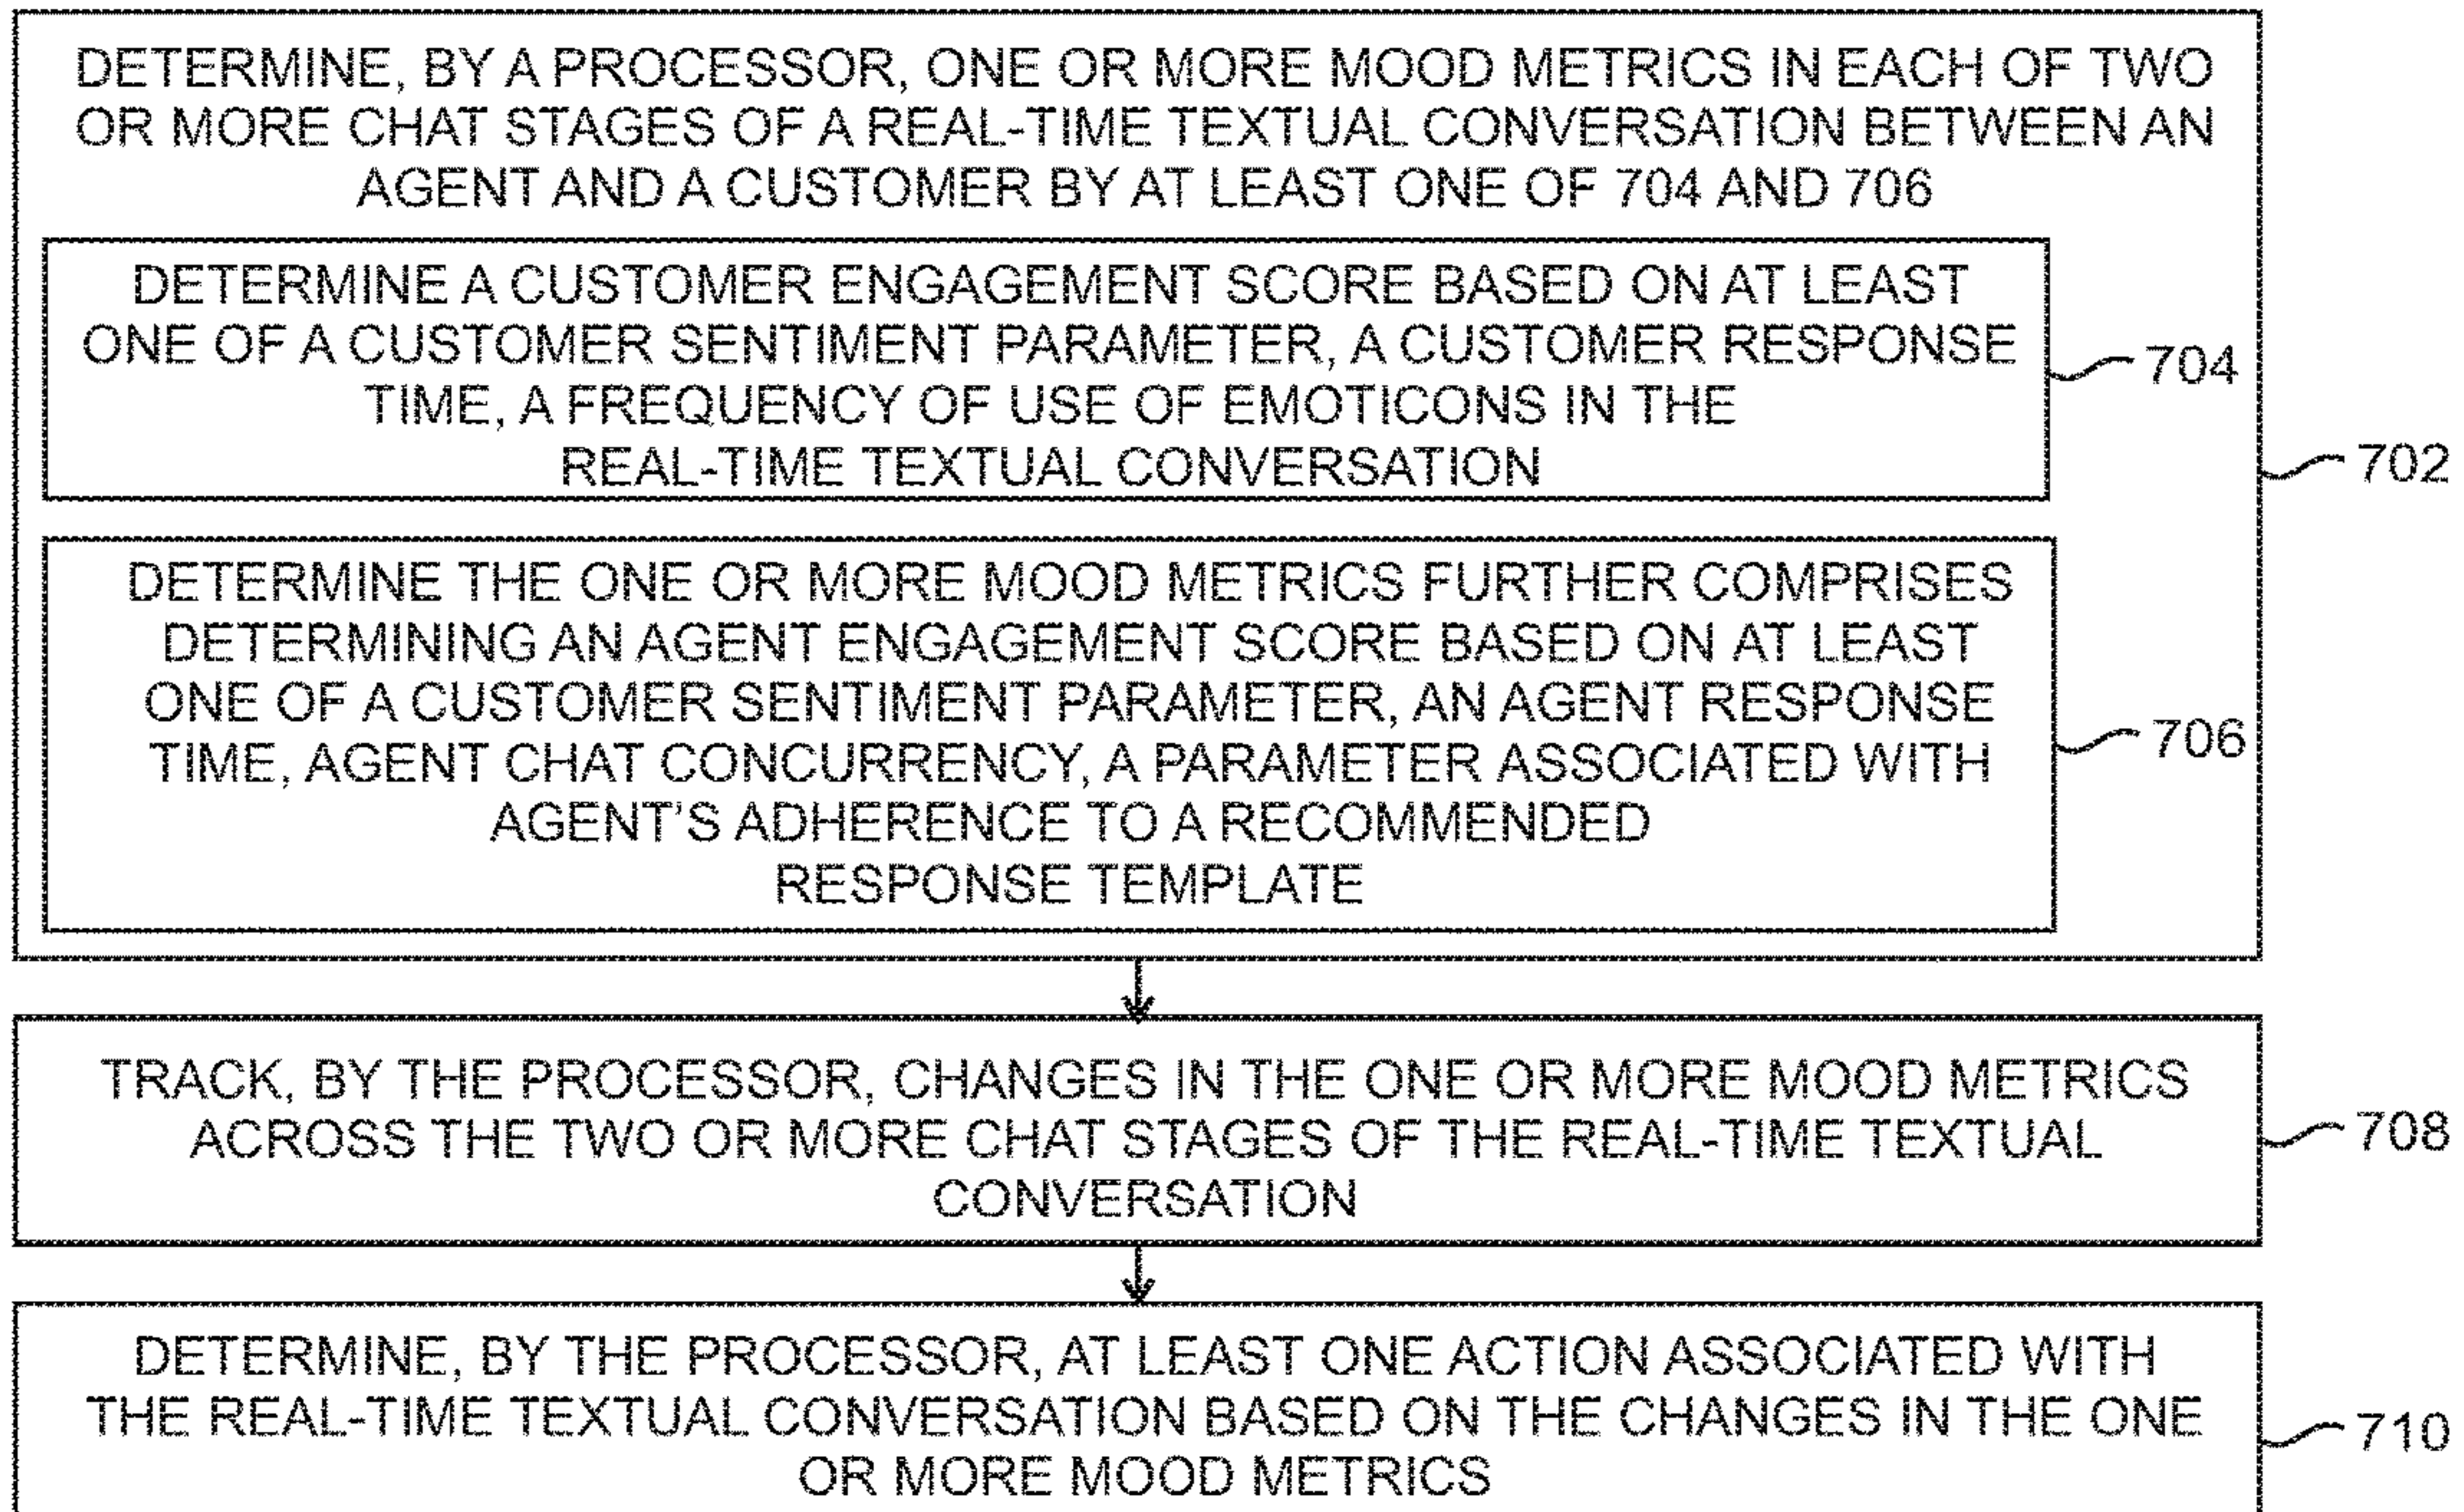 DETERMINE, BY A PROCESSOR, ONE OR MORE MOOD METRICS IN EACH OF TWO
OR MORE CHAT STAGES OF A REAL-TIME TEXTUAL CONVERSATION BETWEEN AN
AGENT AND A CUSTOMER BY AT LEAST ONE OF 704 AND 706
DETERMINE A CUSTOMER ENGAGEMENT SCORE BASED ON AT LEAST
ONE OF A CUSTOMER SENTIMENT PARAMETER, A CUSTOMER RESPONSE
TIME, A FREQUENCY OF USE OF EMOTICONS IN THE
REAL-TIME TEXTUAL CONVERSATION
704
702
DETERMINE THE ONE OR MORE MOOD METRICS FURTHER COMPRISES
DETERMINING AN AGENT ENGAGEMENT SCORE BASED ON AT LEAST
ONE OF A CUSTOMER SENTIMENT PARAMETER, AN AGENT RESPONSE
TIME, AGENT CHAT CONCURRENCY, A PARAMETER ASSOCIATED WITH
AGENT'S ADHERENCE TO A RECOMMENDED
RESPONSE TEMPLATE
706
TRACK, BY THE PROCESSOR, CHANGES IN THE ONE OR MORE MOOD METRICS
ACROSS THE TWO OR MORE CHAT STAGES OF THE REAL-TIME TEXTUAL
CONVERSATION
708
DETERMINE, BY THE PROCESSOR, AT LEAST ONE ACTION ASSOCIATED WITH
THE REAL-TIME TEXTUAL CONVERSATION BASED ON THE CHANGES IN THE ONE
OR MORE MOOD METRICS
710